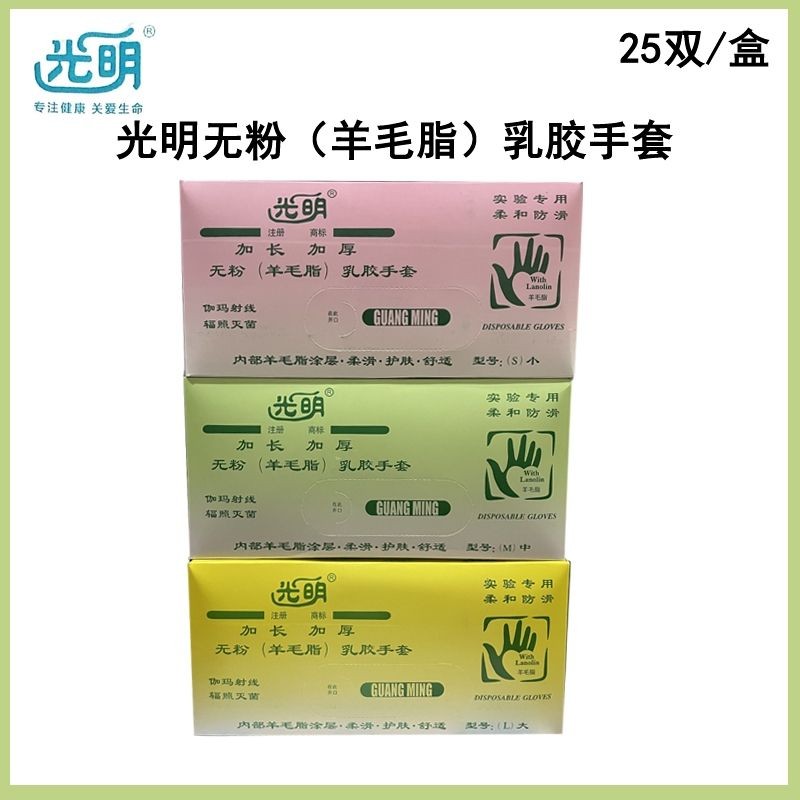 光明®
专注健康 关爱生命
25双/盒
光明无粉（羊毛脂）乳胶手套
光明®
注册 商标
加长 加厚
无粉（羊毛脂）乳胶手套
伽玛射线
辐照灭菌
GUANG MING
内部羊毛脂涂层·柔滑·护肤·舒适
实验专用
柔和防滑
With
Lanolin
羊毛脂
DISPOSABLE GLOVES
型号:(S)小
光明®
注册 商标
加长 加厚
无粉（羊毛脂）乳胶手套
伽玛射线
辐照灭菌
GUANG MING
内部羊毛脂涂层·柔滑·护肤·舒适
实验专用
柔和防滑
With
Lanolin
羊毛脂
DISPOSABLE GLOVES
型号:(M)中
光明®
注册 商标
加长 加厚
无粉（羊毛脂）乳胶手套
伽玛射线
辐照灭菌
GUANG MING
内部羊毛脂涂层·柔滑·护肤·舒适
实验专用
柔和防滑
With
Lanolin
羊毛脂
DISPOSABLE GLOVES
型号:(L)大